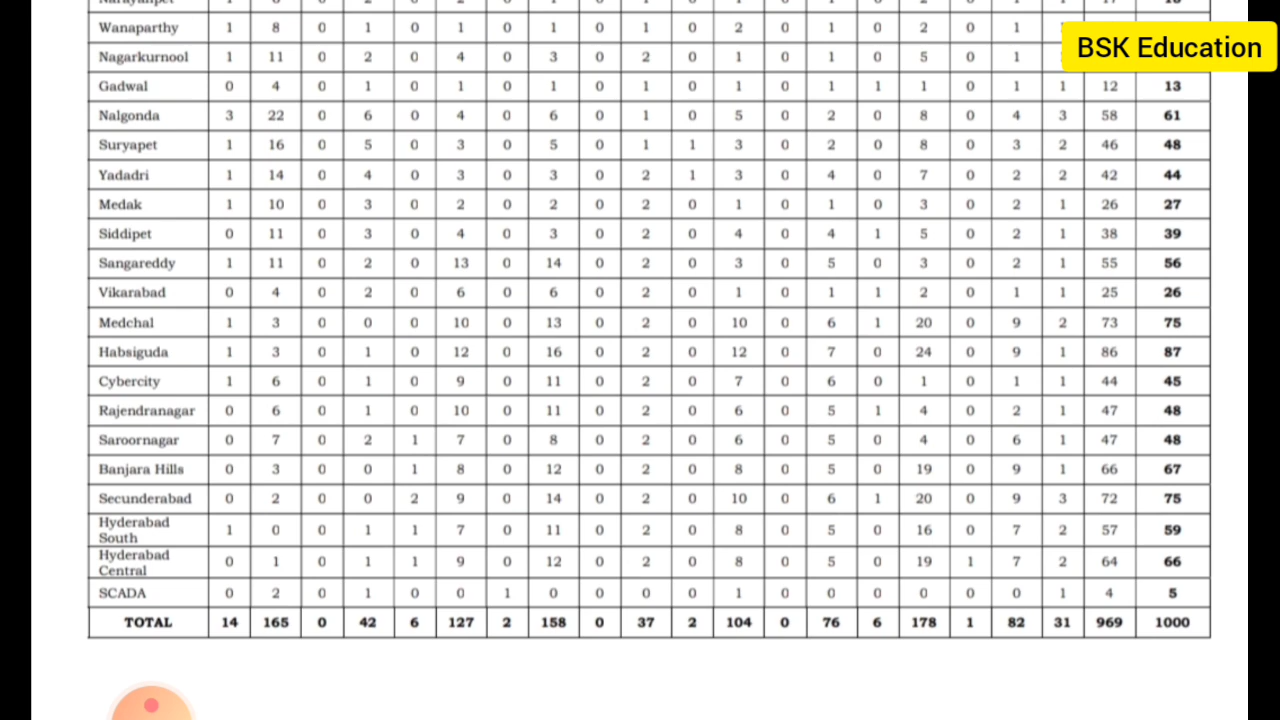 BSK Education
Wanaparthy 1 8 0 1 0 1 0 1 0 1 0 2 0 1 0 2 0 1
Nagarkurnool 1 11 0 2 0 4 0 3 0 2 0 1 0 1 0 5 0 1
Gadwal 0 4 0 1 0 1 0 1 0 1 0 1 0 1 1 1 0 1 1 12 13
Nalgonda 3 22 0 6 0 4 0 6 0 1 0 5 0 2 0 8 0 4 3 58 61
Suryapet 1 16 0 5 0 3 0 5 0 1 1 3 0 2 0 8 0 3 2 46 48
Yadadri 1 14 0 4 0 3 0 3 0 2 1 3 0 4 0 7 0 2 2 42 44
Medak 1 10 0 3 0 2 0 2 0 2 0 1 0 1 0 3 0 2 1 26 27
Siddipet 0 11 0 3 0 4 0 3 0 2 0 4 0 4 1 5 0 2 1 38 39
Sangareddy 1 11 0 2 0 13 0 14 0 2 0 3 0 5 0 3 0 2 1 55 56
Vikarabad 0 4 0 2 0 6 0 6 0 2 0 1 0 1 1 2 0 1 1 25 26
Medchal 1 3 0 0 0 10 0 13 0 2 0 10 0 6 1 20 0 9 2 73 75
Habsiguda 1 3 0 1 0 12 0 16 0 2 0 12 0 7 0 24 0 9 1 86 87
Cybercity 1 6 0 1 0 9 0 11 0 2 0 7 0 6 0 1 0 1 1 44 45
Rajendranagar 0 6 0 1 0 10 0 11 0 2 0 6 0 5 1 4 0 2 1 47 48
Saroornagar 0 7 0 2 1 7 0 8 0 2 0 6 0 5 0 4 0 6 1 47 48
Banjara Hills 0 3 0 0 1 8 0 12 0 2 0 8 0 5 0 19 0 9 1 66 67
Secunderabad 0 2 0 0 2 9 0 14 0 2 0 10 0 6 1 20 0 9 3 72 75
Hyderabad
South 1 0 0 1 1 7 0 11 0 2 0 8 0 5 0 16 0 7 2 57 59
Hyderabad
Central 0 1 0 1 1 9 0 12 0 2 0 8 0 5 0 19 1 7 2 64 66
SCADA 0 2 0 1 0 0 1 0 0 0 0 1 0 0 0 0 0 0 1 4 5
TOTAL 14 165 0 42 6 127 2 158 0 37 2 104 0 76 6 178 1 82 31 969 1000